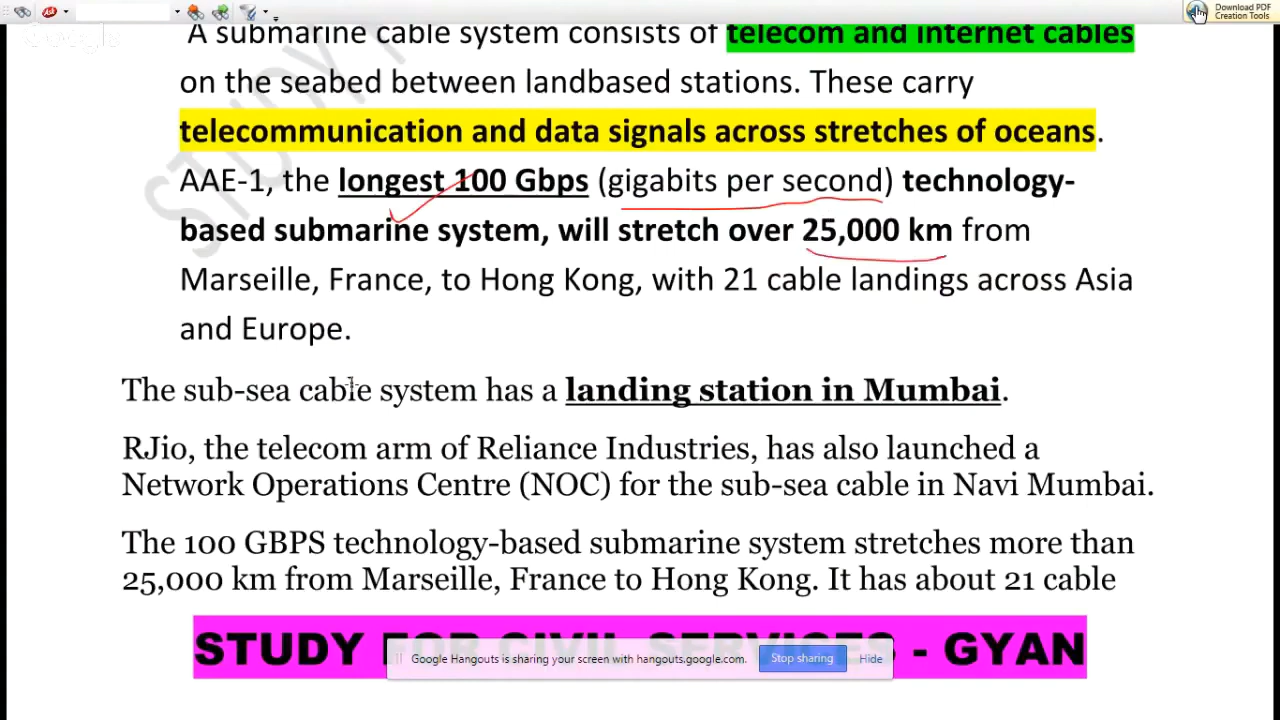 Download PDF
Creation Tools
Ask
Google
A submarine cable system consists of telecom and internet cables
on the seabed between landbased stations. These carry
telecommunication and data signals across stretches of oceans.
AAE-1, the longest 100 Gbps (gigabits per second) technology-
based submarine system, will stretch over 25,000 km from
Marseille, France, to Hong Kong, with 21 cable landings across Asia
and Europe.
The sub-sea cable system has a landing station in Mumbai.
RJio, the telecom arm of Reliance Industries, has also launched a
Network Operations Centre (NOC) for the sub-sea cable in Navi Mumbai.
The 100 GBPS technology-based submarine system stretches more than
25,000 km from Marseille, France to Hong Kong. It has about 21 cable
STUDY FOR CIVIL SERVICES - GYAN
Google Hangouts is sharing your screen with hangouts.google.com. Stop sharing Hide
STUDY